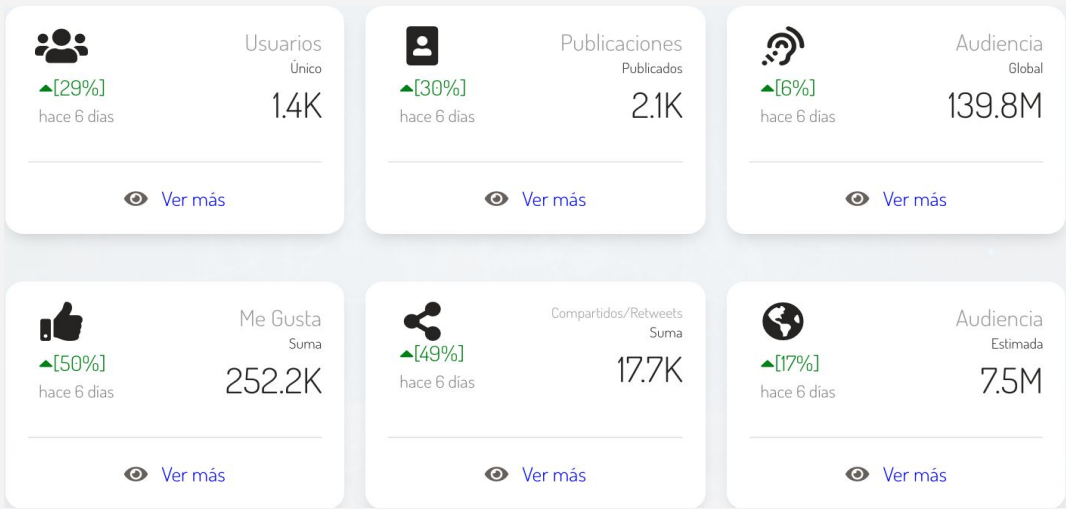 Usuarios
Único
[29%]
hace 6 días
1.4K
Ver más
Publicaciones
Publicados
[30%]
hace 6 días
2.1K
Ver más
Audiencia
Global
[6%]
hace 6 días
139.8M
Ver más
Me Gusta
Suma
[50%]
hace 6 días
252.2K
Ver más
Compartidos/Retweets
Suma
[49%]
hace 6 días
17.7K
Ver más
Audiencia
Estimada
[17%]
hace 6 días
7.5M
Ver más